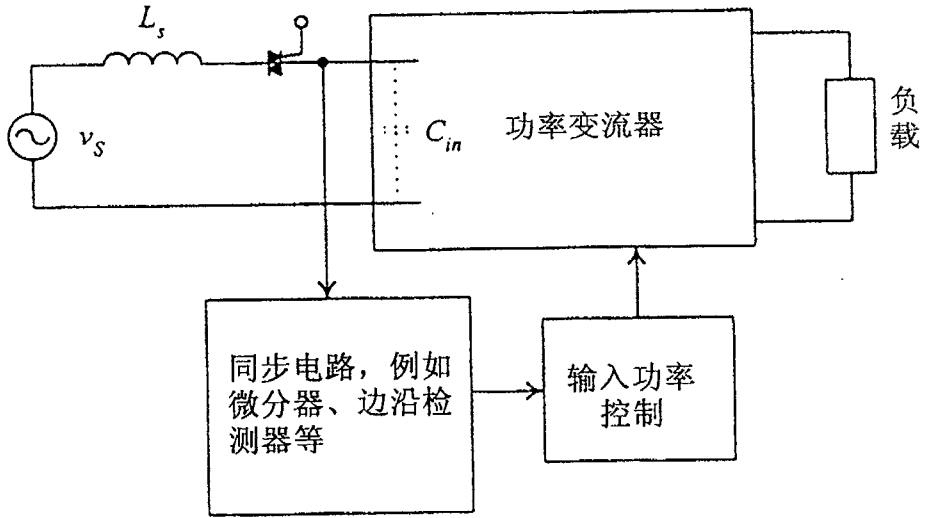 L_s
v_S
C_in
功率变流器
负
载
同步电路，例如
微分器、边沿检
测器等
输入功率
控制